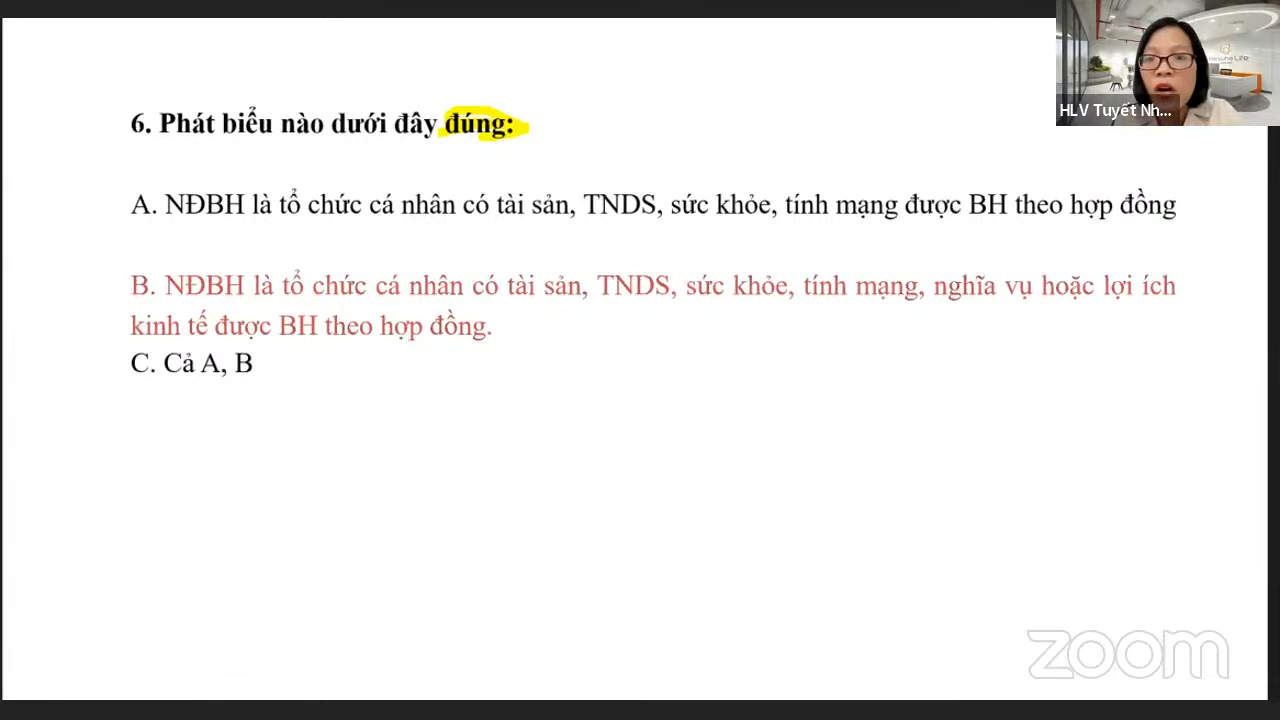 6. Phát biểu nào dưới đây đúng:
A. NĐBH là tổ chức cá nhân có tài sản, TNDS, sức khỏe, tính mạng được BH theo hợp đồng
B. NĐBH là tổ chức cá nhân có tài sản, TNDS, sức khỏe, tính mạng, nghĩa vụ hoặc lợi ích
kinh tế được BH theo hợp đồng.
C. Cả A, B
HLV Tuyết Nh...
zoom